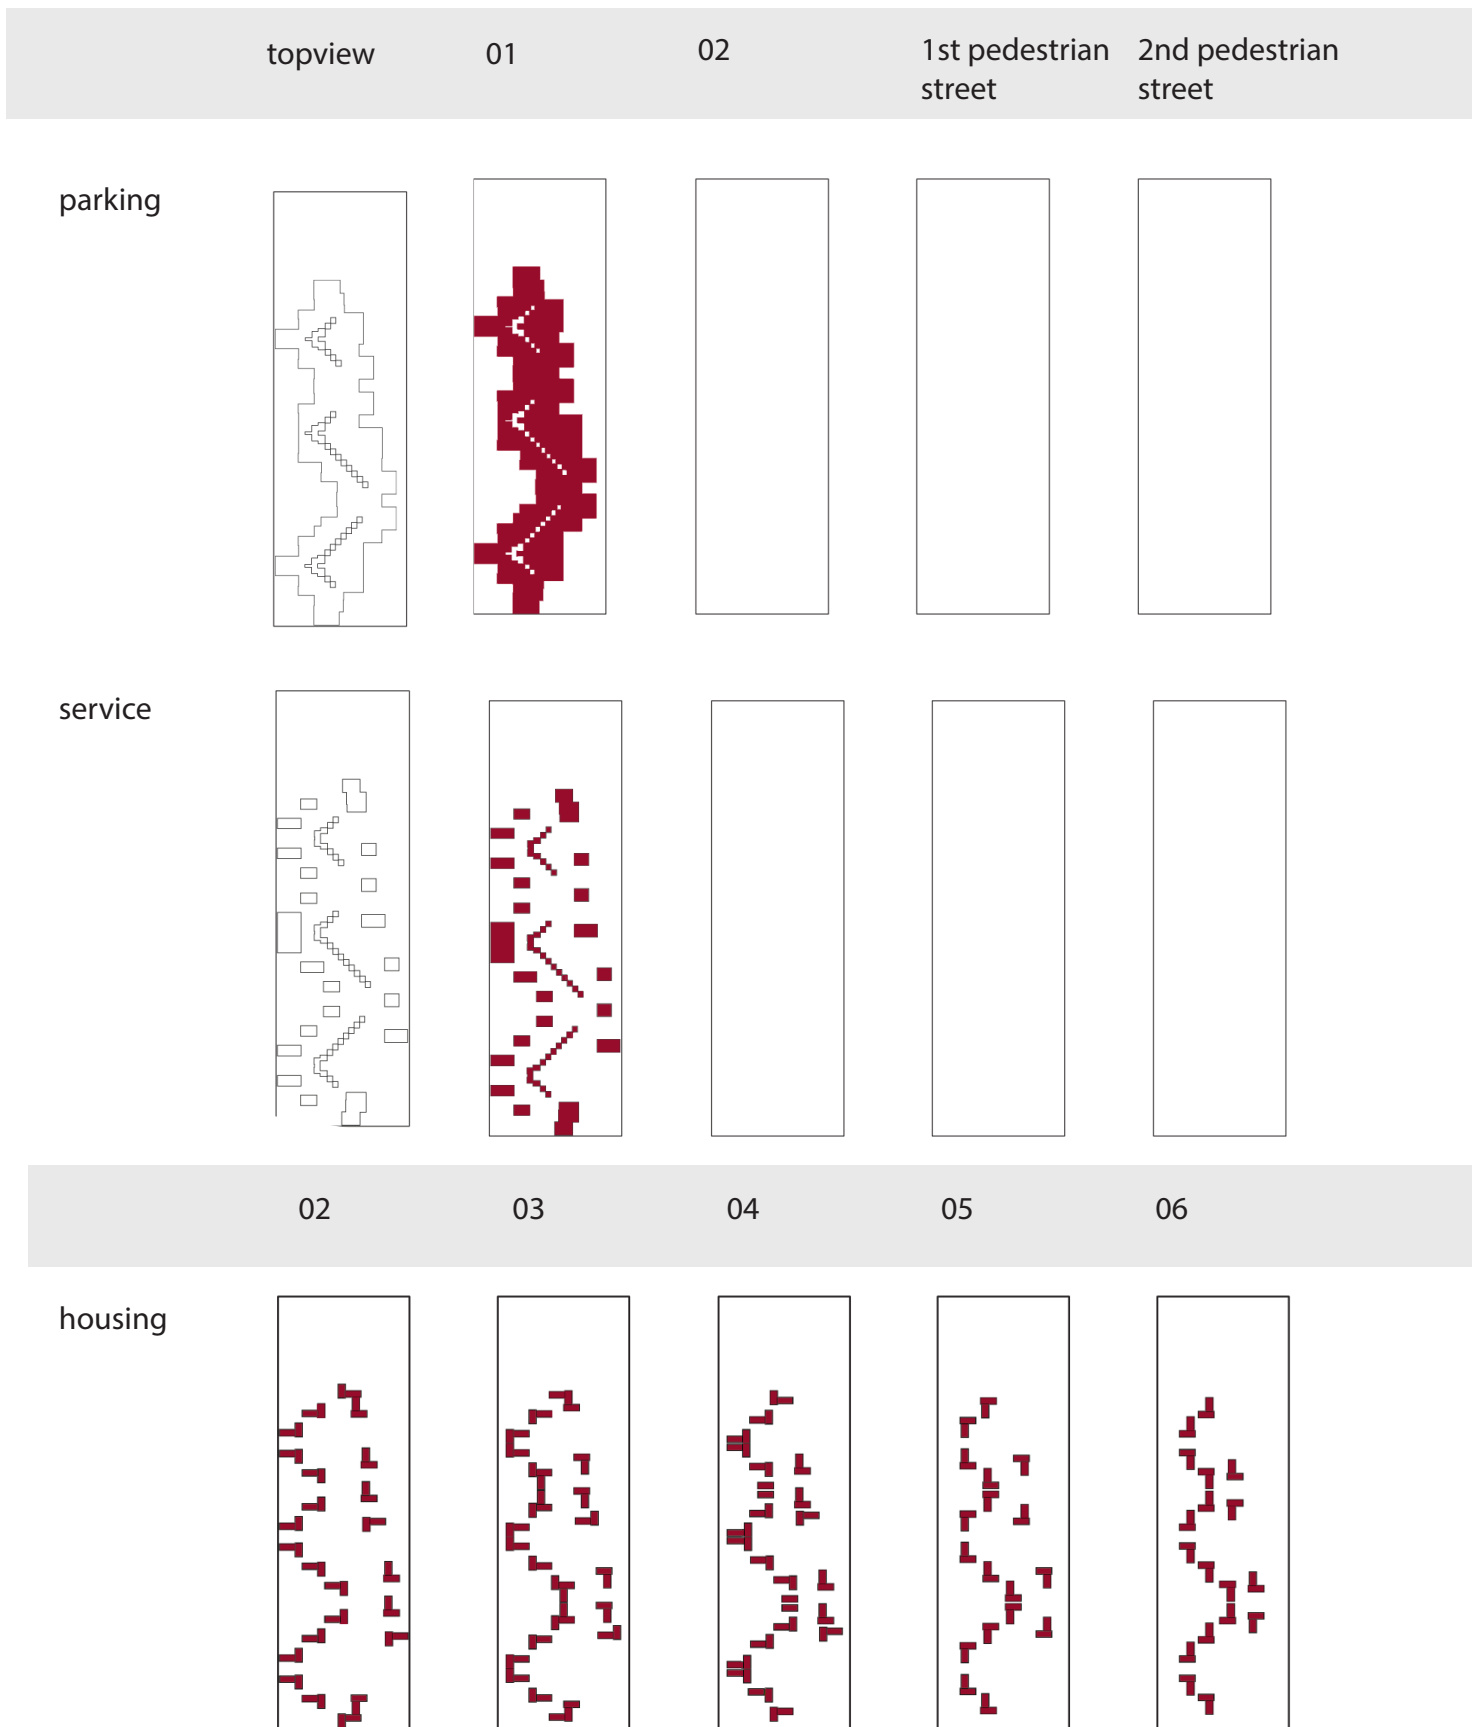 topview 01 02 1st pedestrian 2nd pedestrian
street street
parking
service
02 03 04 05 06
housing